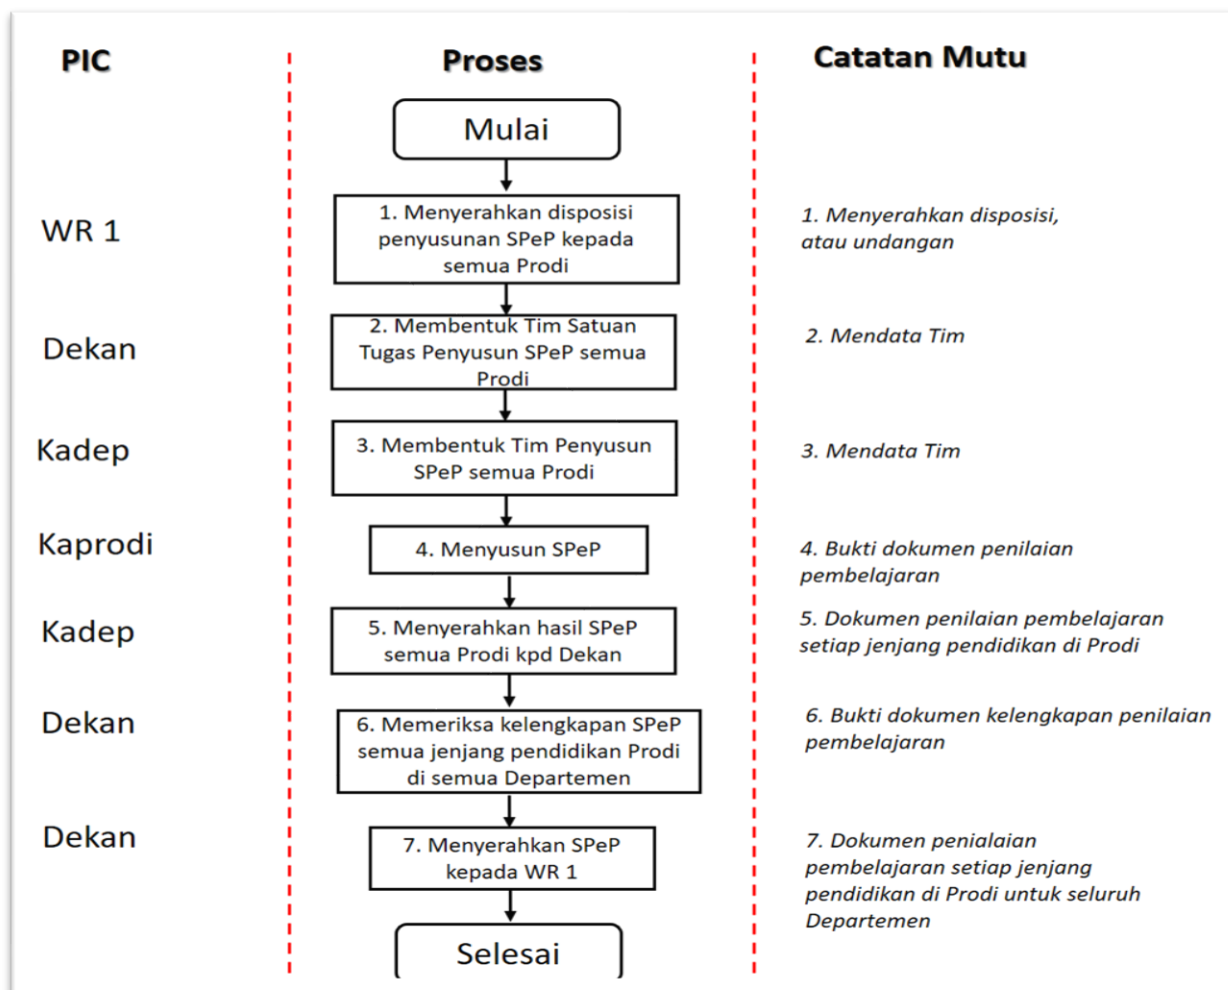 PIC
Proses
Catatan Mutu
Mulai
WR 1
1. Menyerahkan disposisi
penyusunan SPeP kepada
semua Prodi
1. Menyerahkan disposisi,
atau undangan
Dekan
2. Membentuk Tim Satuan
Tugas Penyusun SPeP semua
Prodi
2. Mendata Tim
Kadep
3. Membentuk Tim Penyusun
SPeP semua Prodi
3. Mendata Tim
Kaprodi
4. Menyusun SPeP
4. Bukti dokumen penilaian
pembelajaran
Kadep
5. Menyerahkan hasil SPeP
semua Prodi kpd Dekan
5. Dokumen penilaian pembelajaran
setiap jenjang pendidikan di Prodi
Dekan
6. Memeriksa kelengkapan SPeP
semua jenjang pendidikan Prodi
di semua Departemen
6. Bukti dokumen kelengkapan penilaian
pembelajaran
Dekan
7. Menyerahkan SPeP
kepada WR 1
7. Dokumen penialaian
pembelajaran setiap jenjang
pendidikan di Prodi untuk seluruh
Departemen
Selesai